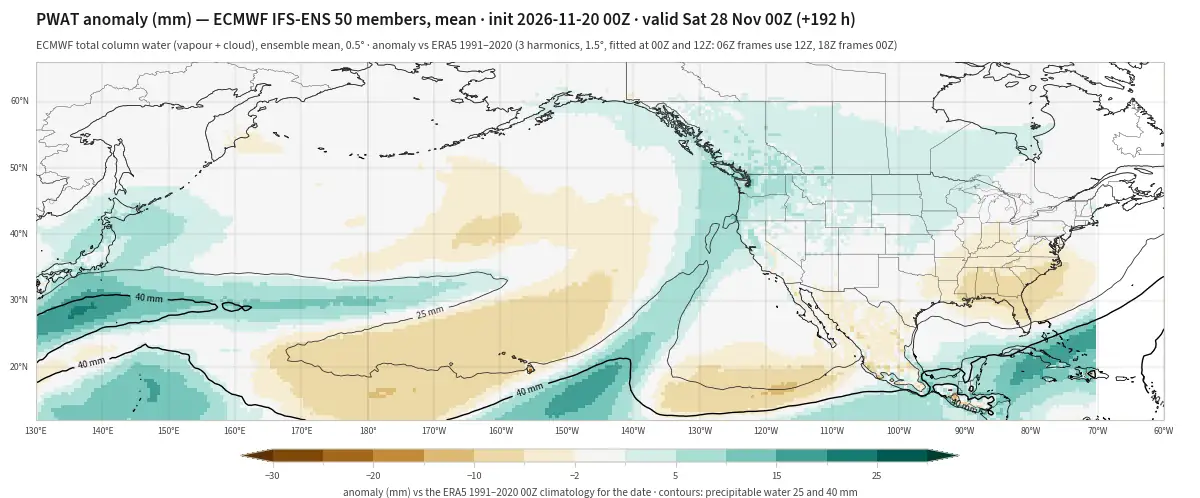 PWAT anomaly (mm) — ECMWF IFS-ENS 50 members, mean · init 2026-11-20 00Z · valid Sat 28 Nov 00Z (+192 h)
ECMWF total column water (vapour + cloud), ensemble mean, 0.5° · anomaly vs ERA5 1991–2020 (3 harmonics, 1.5°, fitted at 00Z and 12Z: 06Z frames use 12Z, 18Z frames 00Z)
60°N
50°N
40°N
30°N
20°N
40 mm
25 mm
40 mm
40 mm
40 mm
130°E 140°E 150°E 160°E 170°E 180° 170°W 160°W 150°W 140°W 130°W 120°W 110°W 100°W 90°W 80°W 70°W 60°W
−30 −20 −10 −2 5 15 25
anomaly (mm) vs the ERA5 1991–2020 00Z climatology for the date · contours: precipitable water 25 and 40 mm